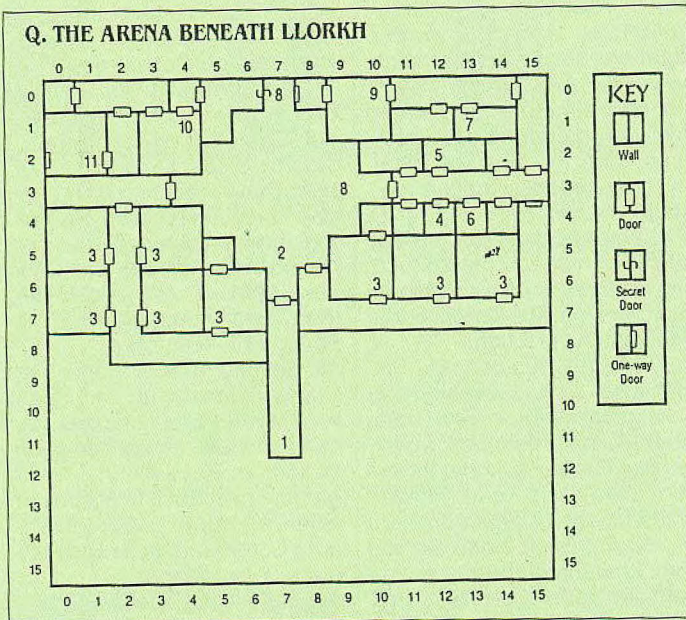 Q. THE ARENA BENEATH LLORKH
0 1 2 3 4 5 6 7 8 9 10 11 12 13 14 15
0 8 9 0
1 10 7 1
2 11 5 2
3 8 3
4 4 6 4
5 3 3 2 5
6 3 3 3 6
7 3 3 3 7
8 8
9 9
10 10
11 1 11
12 12
13 13
14 14
15 15
0 1 2 3 4 5 6 7 8 9 10 11 12 13 14 15
KEY
Wall
Door
Secret
Door
One-way
Door